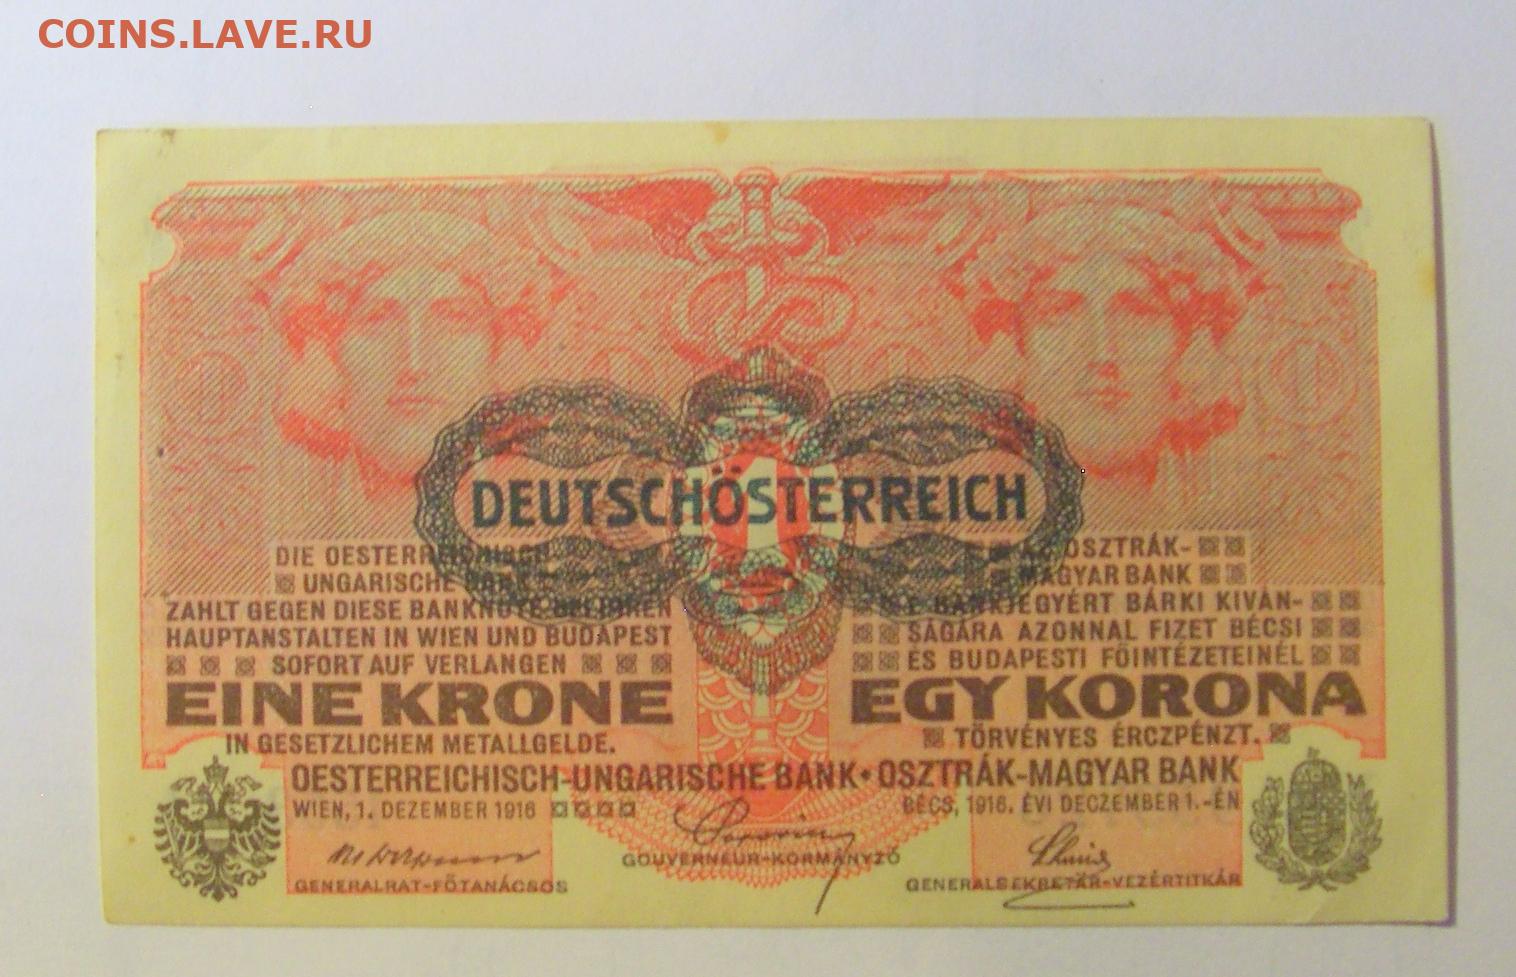 COINS.LAVE.RU
DEUTSCHÖSTERREICH
1
DIE OESTERREICHISCH-
UNGARISCHE BANK
ZAHLT GEGEN DIESE BANKNOTE BEI IHREN
HAUPTANSTALTEN IN WIEN UND BUDAPEST
SOFORT AUF VERLANGEN
EINE KRONE
IN GESETZLICHEM METALLGELDE.
AZ OSZTRÁK-
MAGYAR BANK
E BANKJEGYÉRT BÁRKI KIVÁN-
SÁGÁRA AZONNAL FIZET BÉCSI
ÉS BUDAPESTI FŐINTÉZETEINÉL
EGY KORONA
TÖRVÉNYES ÉRCZPÉNZT.
OESTERREICHISCH-UNGARISCHE BANK • OSZTRÁK-MAGYAR BANK
WIEN, 1. DEZEMBER 1916
BÉCS, 1916. ÉVI DECZEMBER 1.-ÉN
GENERALRAT-FŐTANÁCSOS
GOUVERNEUR-KORMÁNYZÓ
GENERALSEKRETÄR-VEZÉRTITKÁR